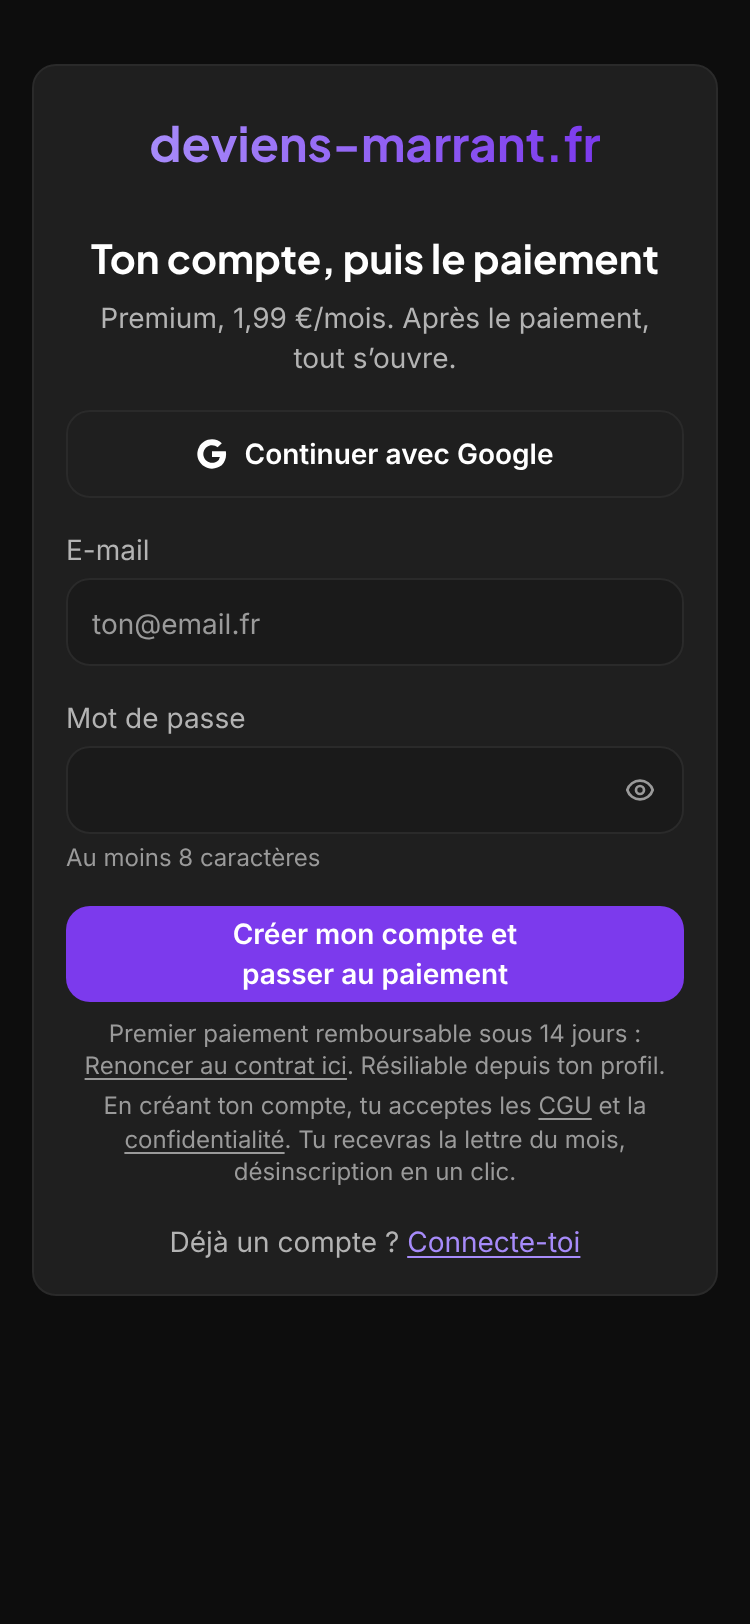 deviens-marrant.fr
Ton compte, puis le paiement
Premium, 1,99 €/mois. Après le paiement,
tout s’ouvre.
Continuer avec Google
E-mail
ton@email.fr
Mot de passe
Au moins 8 caractères
Créer mon compte et
passer au paiement
Premier paiement remboursable sous 14 jours :
Renoncer au contrat ici. Résiliable depuis ton profil.
En créant ton compte, tu acceptes les CGU et la
confidentialité. Tu recevras la lettre du mois,
désinscription en un clic.
Déjà un compte ? Connecte-toi